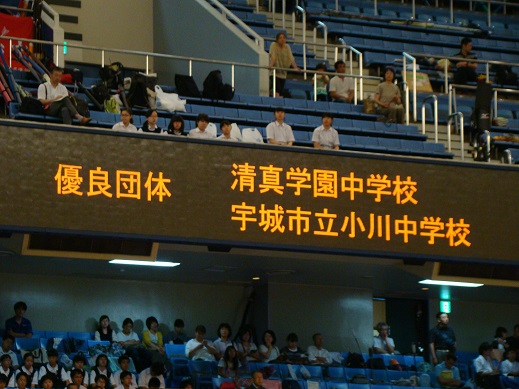 優良団体 清真学園中学校
宇城市立小川中学校